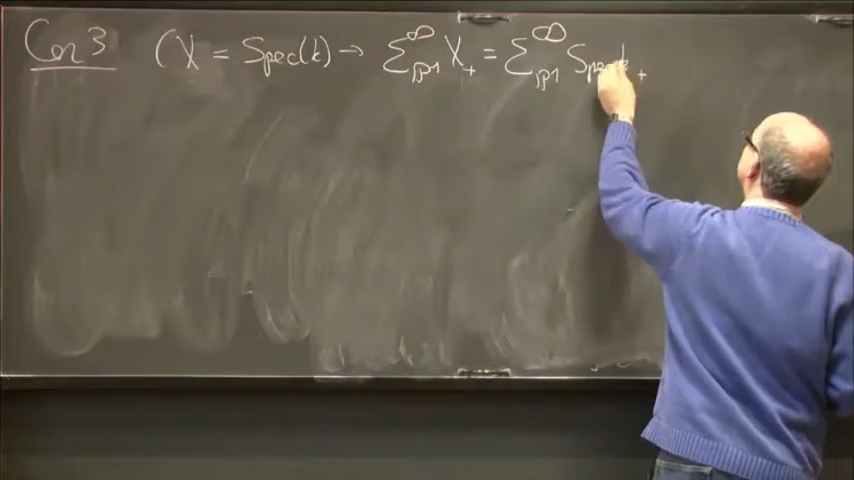 Cor 3 (X = Spec(k) → Σ^∞_{P^1} X_+ = Σ^∞_{P^1} Spec k_+